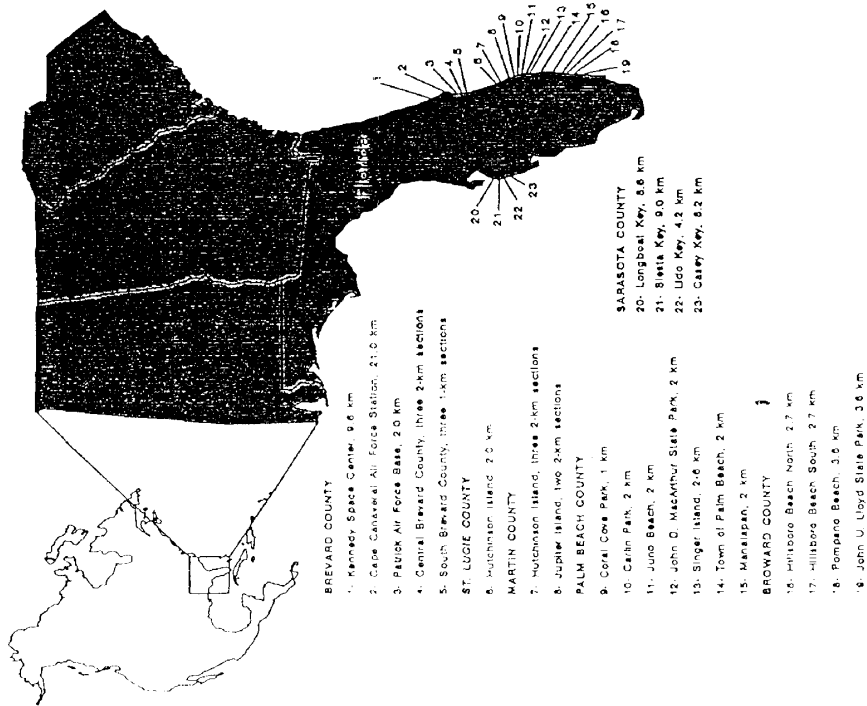 1
2
3
4
5
6
7
8
9
10
11
12
13
14
15
16
17
18
19
20
21
22
23
BREVARD COUNTY
1- Kennedy Space Center, 9.6 km
2- Cape Canaveral Air Force Station, 21.0 km
3- Patrick Air Force Base, 2.0 km
4- Central Brevard County, three 2-km sections
5- South Brevard County, three 1-km sections
ST. LUCIE COUNTY
6- Hutchinson Island, 2.0 km
MARTIN COUNTY
7- Hutchinson Island, three 2-km sections
8- Jupiter Island, two 2-km sections
PALM BEACH COUNTY
9- Coral Cove Park, 1 km
10- Carlin Park, 2 km
11- Juno Beach, 2 km
12- John D. MacArthur State Park, 2 km
13- Singer Island, 2.6 km
14- Town of Palm Beach, 2 km
15- Manalapan, 2 km
BROWARD COUNTY
16- Hillsboro Beach North 2.7 km
17- Hillsboro Beach South 2.7 km
18- Pompano Beach, 3.6 km
19- John U. Lloyd State Park, 3.6 km
SARASOTA COUNTY
20- Longboat Key, 8.6 km
21- Siesta Key, 9.0 km
22- Lido Key, 4.2 km
23- Casey Key, 8.2 km